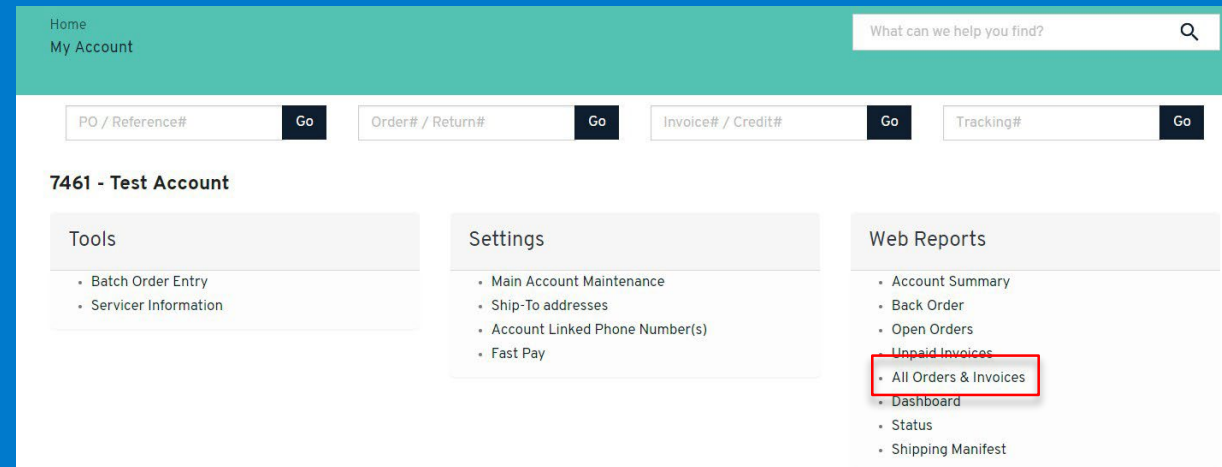 Home
My Account
What can we help you find?
PO / Reference# Go Order# / Return# Go Invoice# / Credit# Go Tracking# Go
7461 - Test Account
Tools
Batch Order Entry
Servicer Information
Settings
Main Account Maintenance
Ship-To addresses
Account Linked Phone Number(s)
Fast Pay
Web Reports
Account Summary
Back Order
Open Orders
Unpaid Invoices
All Orders & Invoices
Dashboard
Status
Shipping Manifest